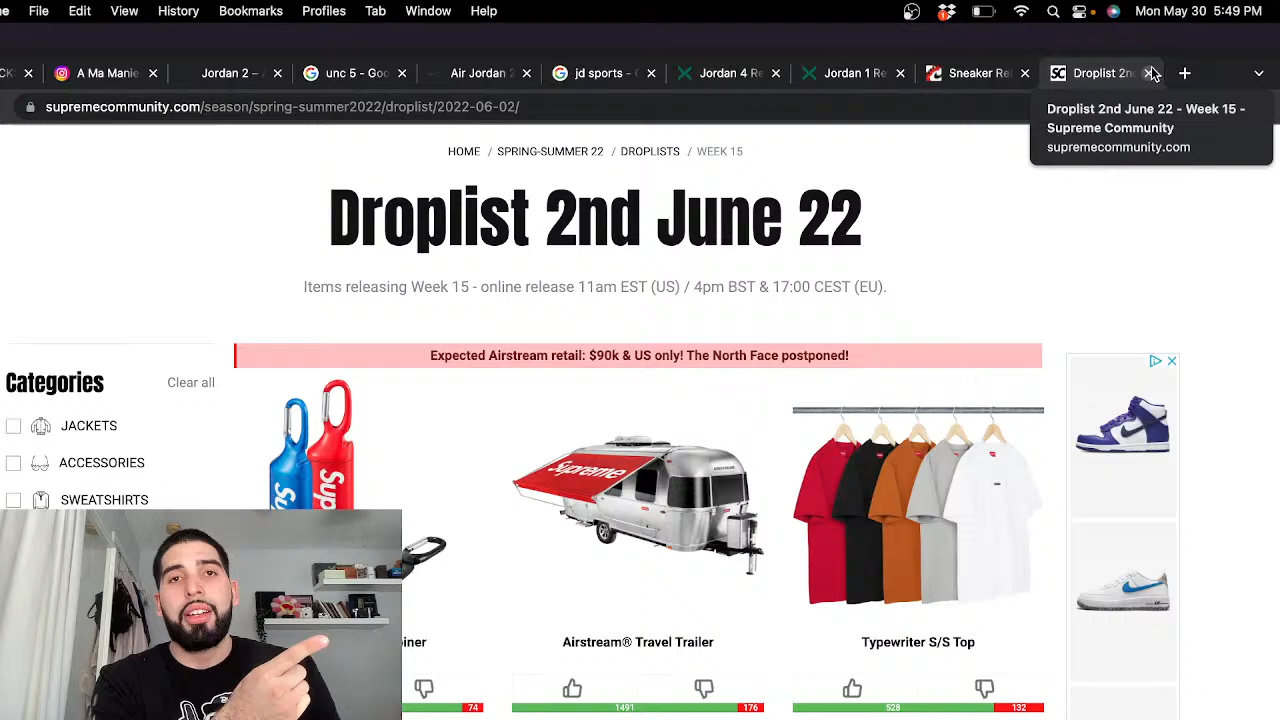 File Edit View History Bookmarks Profiles Tab Window Help Mon May 30 5:49 PM
A Ma Manie Jordan 2 – unc 5 - Goo Air Jordan jd sports - Jordan 4 Re Jordan 1 Re Sneaker Rel SC Droplist 2nd
supremecommunity.com/season/spring-summer2022/droplist/2022-06-02/
Droplist 2nd June 22 - Week 15 -
Supreme Community
supremecommunity.com
HOME / SPRING-SUMMER 22 / DROPLISTS / WEEK 15
Droplist 2nd June 22
Items releasing Week 15 - online release 11am EST (US) / 4pm BST & 17:00 CEST (EU).
Expected Airstream retail: $90k & US only! The North Face postponed!
Categories Clear all
JACKETS
ACCESSORIES
SWEATSHIRTS
Supreme
Airstream® Travel Trailer
Typewriter S/S Top
74
1491 176
528 132